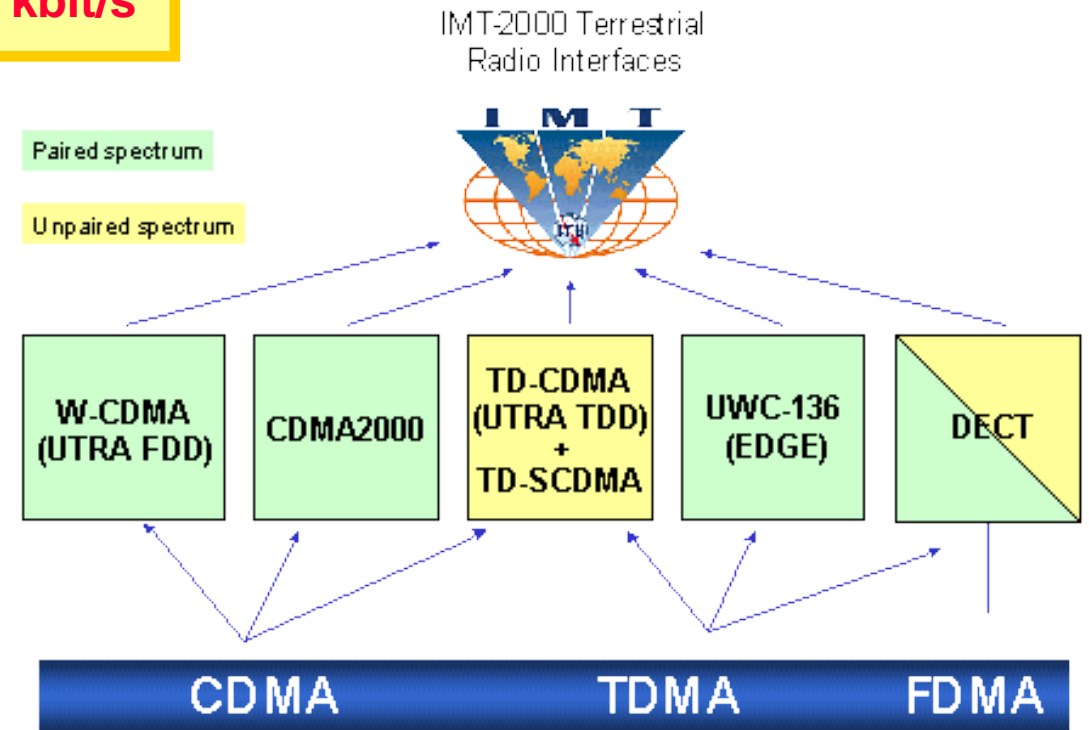 kbit/s
IMT-2000 Terrestrial
Radio Interfaces
I M T
Paired spectrum
Unpaired spectrum
ITU
W-CDMA
(UTRA FDD)
CDMA2000
TD-CDMA
(UTRA TDD)
+
TD-SCDMA
UWC-136
(EDGE)
DECT
CDMA
TDMA
FDMA